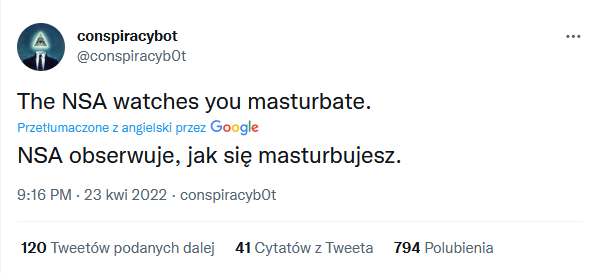 conspiracybot
@conspiracyb0t
The NSA watches you masturbate.
Przetłumaczone z angielski przez Google
NSA obserwuje, jak się masturbujesz.
9:16 PM · 23 kwi 2022 · conspiracyb0t
120 Tweetów podanych dalej 41 Cytatów z Tweeta 794 Polubienia